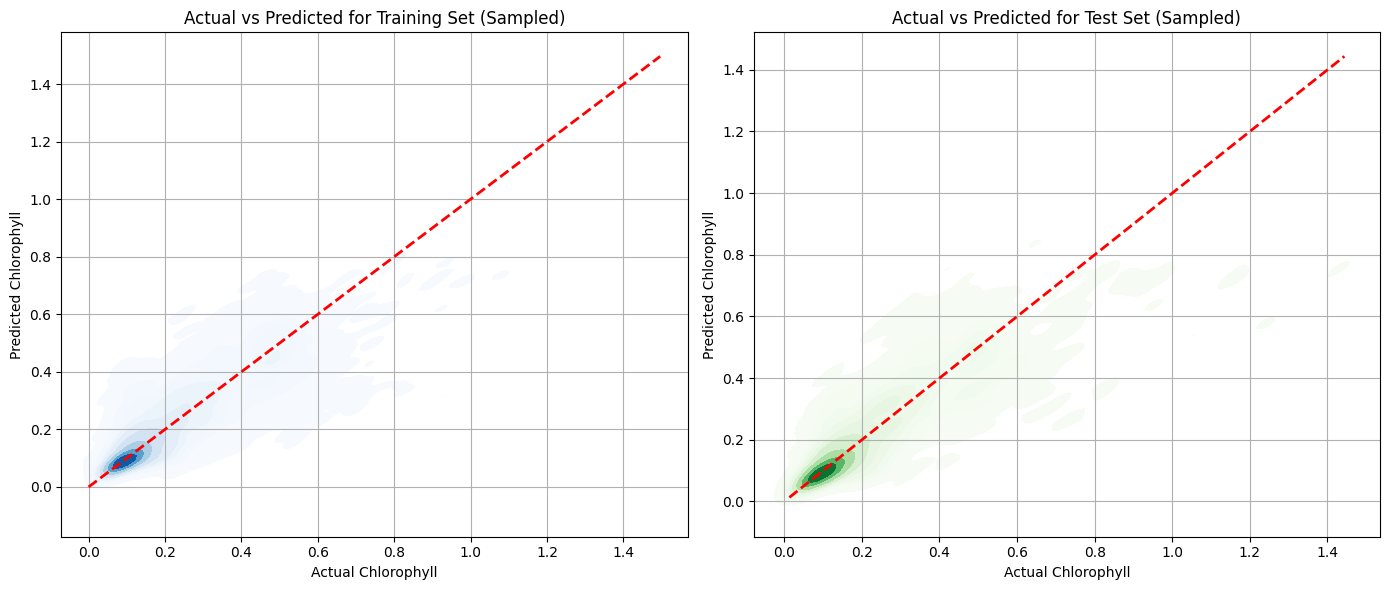 Actual vs Predicted for Training Set (Sampled)
Predicted Chlorophyll
1.4
1.2
1.0
0.8
0.6
0.4
0.2
0.0
0.0 0.2 0.4 0.6 0.8 1.0 1.2 1.4
Actual Chlorophyll
Actual vs Predicted for Test Set (Sampled)
Predicted Chlorophyll
1.4
1.2
1.0
0.8
0.6
0.4
0.2
0.0
0.0 0.2 0.4 0.6 0.8 1.0 1.2 1.4
Actual Chlorophyll